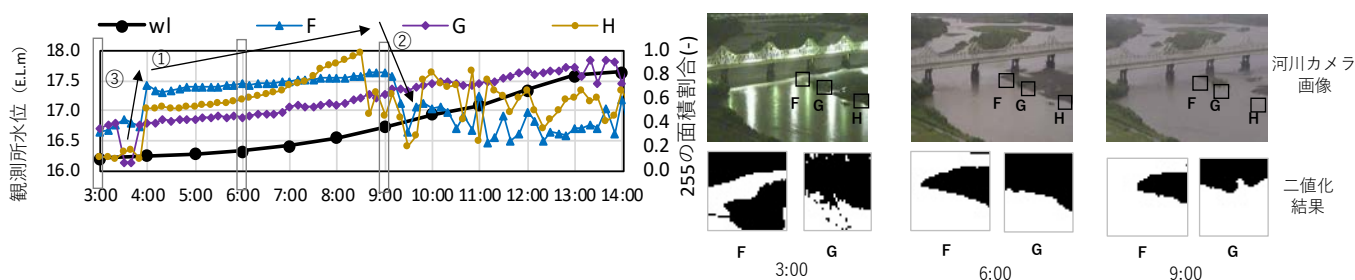 wl F G H
観測所水位 (E.L.m)
18.0
17.5
17.0
16.5
16.0
① ② ③
1.0
0.8
0.6
0.4
0.2
0.0
255の面積割合(-)
3:00 4:00 5:00 6:00 7:00 8:00 9:00 10:00 11:00 12:00 13:00 14:00
F G H
F G H
F G H
河川カメラ
画像
二値化
結果
F G
F G
F G
3:00
6:00
9:00